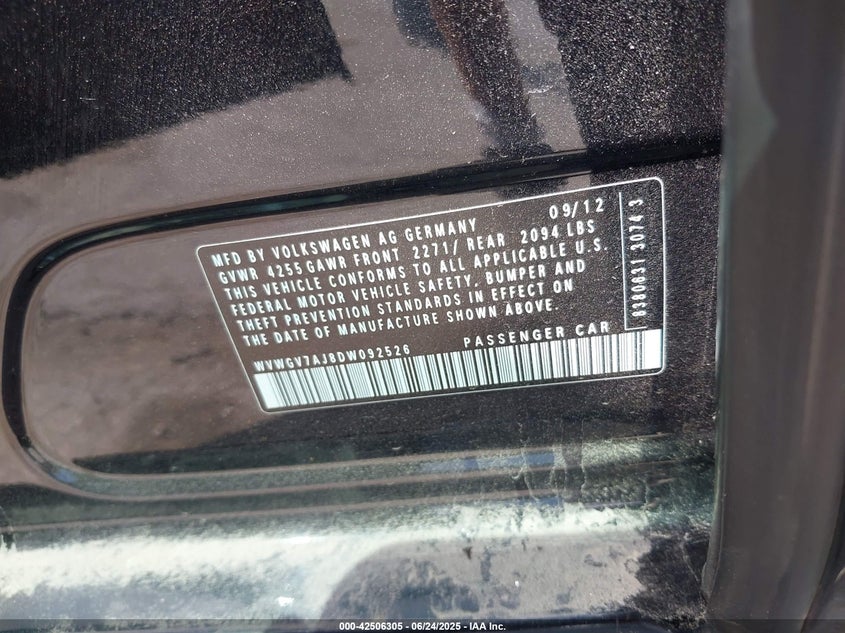 MFD BY VOLKSWAGEN AG GERMANY 09/12
GVWR 4255 GAWR FRONT 2271/ REAR 2094 LBS
THIS VEHICLE CONFORMS TO ALL APPLICABLE U.S.
FEDERAL MOTOR VEHICLE SAFETY, BUMPER AND
THEFT PREVENTION STANDARDS IN EFFECT ON
THE DATE OF MANUFACTURE SHOWN ABOVE.
WVWGV7AJ8DW092526 PASSENGER CAR
8380831 3074 3
000-42506305 - 06/24/2025 - IAA Inc.